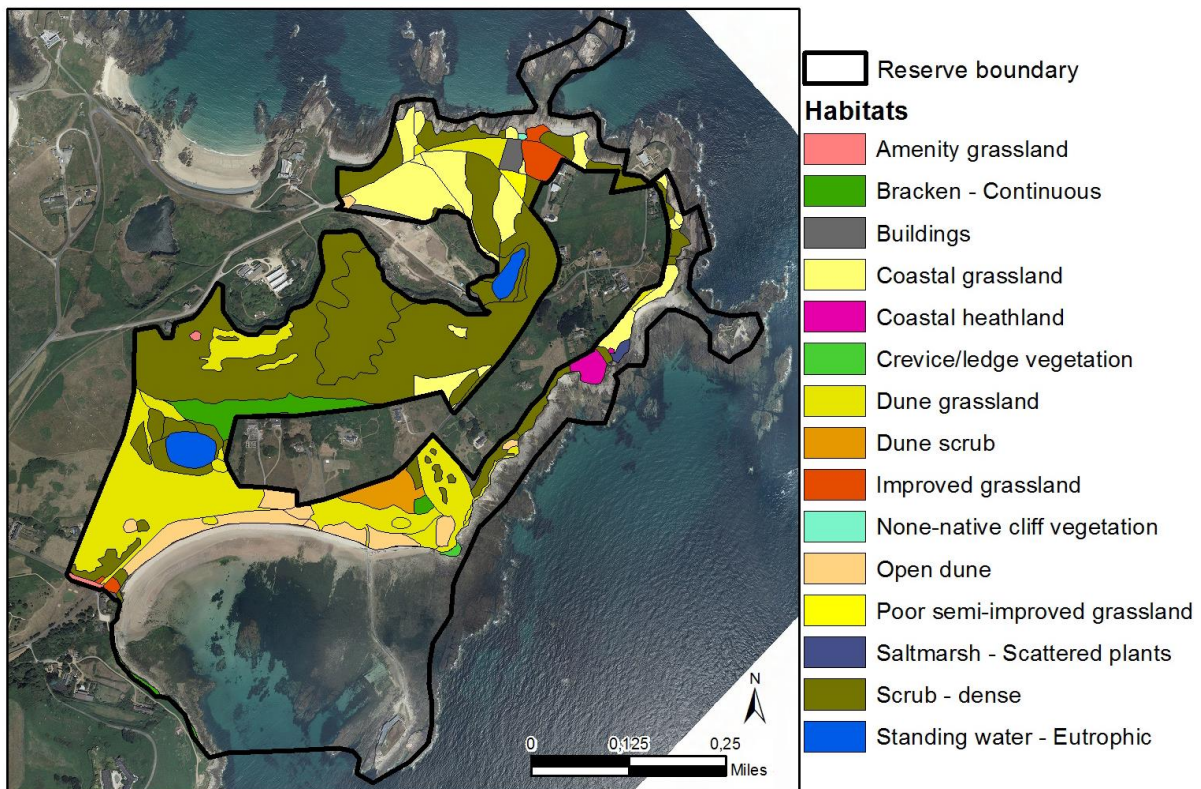 Reserve boundary
Habitats
Amenity grassland
Bracken - Continuous
Buildings
Coastal grassland
Coastal heathland
Crevice/ledge vegetation
Dune grassland
Dune scrub
Improved grassland
None-native cliff vegetation
Open dune
Poor semi-improved grassland
Saltmarsh - Scattered plants
Scrub - dense
Standing water - Eutrophic
N
0 0,125 0,25
Miles